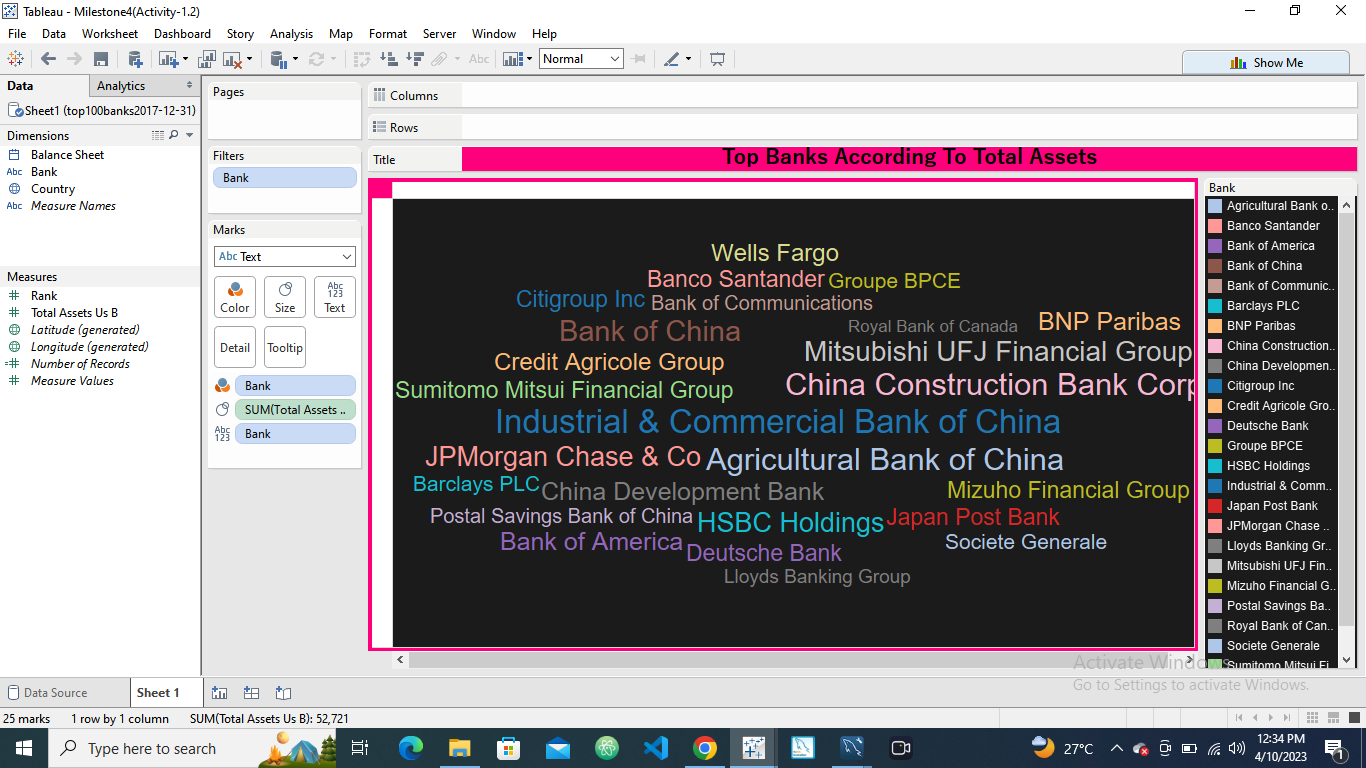 Tableau - Milestone4(Activity-1.2)
File Data Worksheet Dashboard Story Analysis Map Format Server Window Help
Abc Normal Show Me
Data Analytics
Sheet1 (top100banks2017-12-31)
Dimensions
Balance Sheet
Abc Bank
Country
Abc Measure Names
Measures
Rank
Total Assets Us B
Latitude (generated)
Longitude (generated)
Number of Records
Measure Values
Pages
Filters
Bank
Marks
Abc Text
Color Size Abc 123 Text
Detail Tooltip
Bank
SUM(Total Assets ..
Abc 123 Bank
Columns
Rows
Title Top Banks According To Total Assets
Wells Fargo
Banco Santander Groupe BPCE
Citigroup Inc Bank of Communications
Bank of China Royal Bank of Canada BNP Paribas
Credit Agricole Group Mitsubishi UFJ Financial Group
Sumitomo Mitsui Financial Group China Construction Bank Corp
Industrial & Commercial Bank of China
JPMorgan Chase & Co Agricultural Bank of China
Barclays PLC China Development Bank Mizuho Financial Group
Postal Savings Bank of China HSBC Holdings Japan Post Bank
Bank of America Deutsche Bank Societe Generale
Lloyds Banking Group
Bank
Agricultural Bank o..
Banco Santander
Bank of America
Bank of China
Bank of Communic..
Barclays PLC
BNP Paribas
China Construction..
China Developmen..
Citigroup Inc
Credit Agricole Gro..
Deutsche Bank
Groupe BPCE
HSBC Holdings
Industrial & Comm..
Japan Post Bank
JPMorgan Chase ..
Lloyds Banking Gr..
Mitsubishi UFJ Fin..
Mizuho Financial G..
Postal Savings Ba..
Royal Bank of Can..
Societe Generale
Sumitomo Mitsui Fi..
Activate Windows
Go to Settings to activate Windows.
Data Source Sheet 1
25 marks 1 row by 1 column SUM(Total Assets Us B): 52,721
Type here to search 27°C 12:34 PM
4/10/2023 1